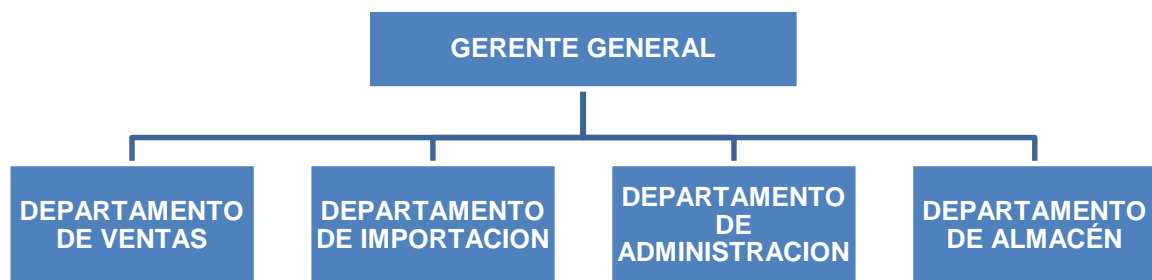 GERENTE GENERAL
DEPARTAMENTO
DE VENTAS
DEPARTAMENTO
DE IMPORTACION
DEPARTAMENTO
DE
ADMINISTRACION
DEPARTAMENTO
DE ALMACÉN